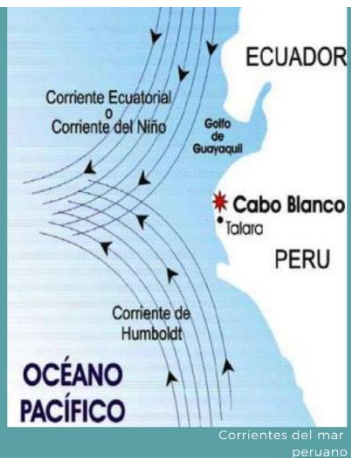 ECUADOR
Corriente Ecuatorial
o
Corriente del Niño
Golfo
de
Guayaquil
Cabo Blanco
Talara
PERU
Corriente de
Humboldt
OCÉANO
PACÍFICO
Corrientes del mar
peruano